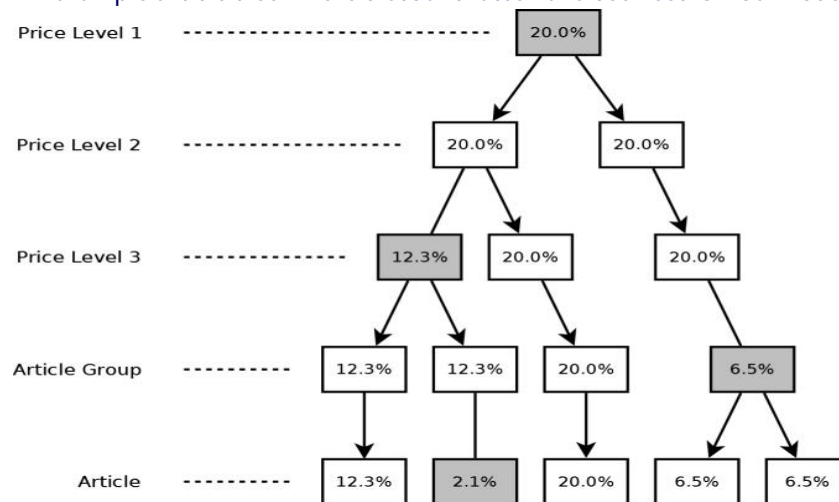 Price Level 1 20.0%
Price Level 2 20.0% 20.0%
Price Level 3 12.3% 20.0% 20.0%
Article Group 12.3% 12.3% 20.0% 6.5%
Article 12.3% 2.1% 20.0% 6.5% 6.5%